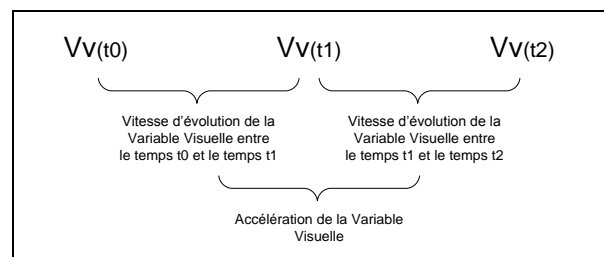 Vv(t0) Vv(t1) Vv(t2)
Vitesse d'évolution de la
Variable Visuelle entre
le temps t0 et le temps t1
Vitesse d'évolution de la
Variable Visuelle entre
le temps t1 et le temps t2
Accélération de la Variable
Visuelle